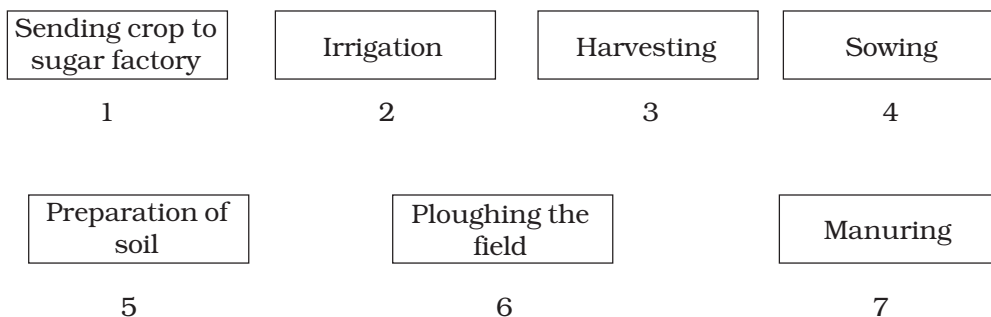 Sending crop to
sugar factory
Irrigation
Harvesting
Sowing
1
2
3
4
Preparation of
soil
Ploughing the
field
Manuring
5
6
7